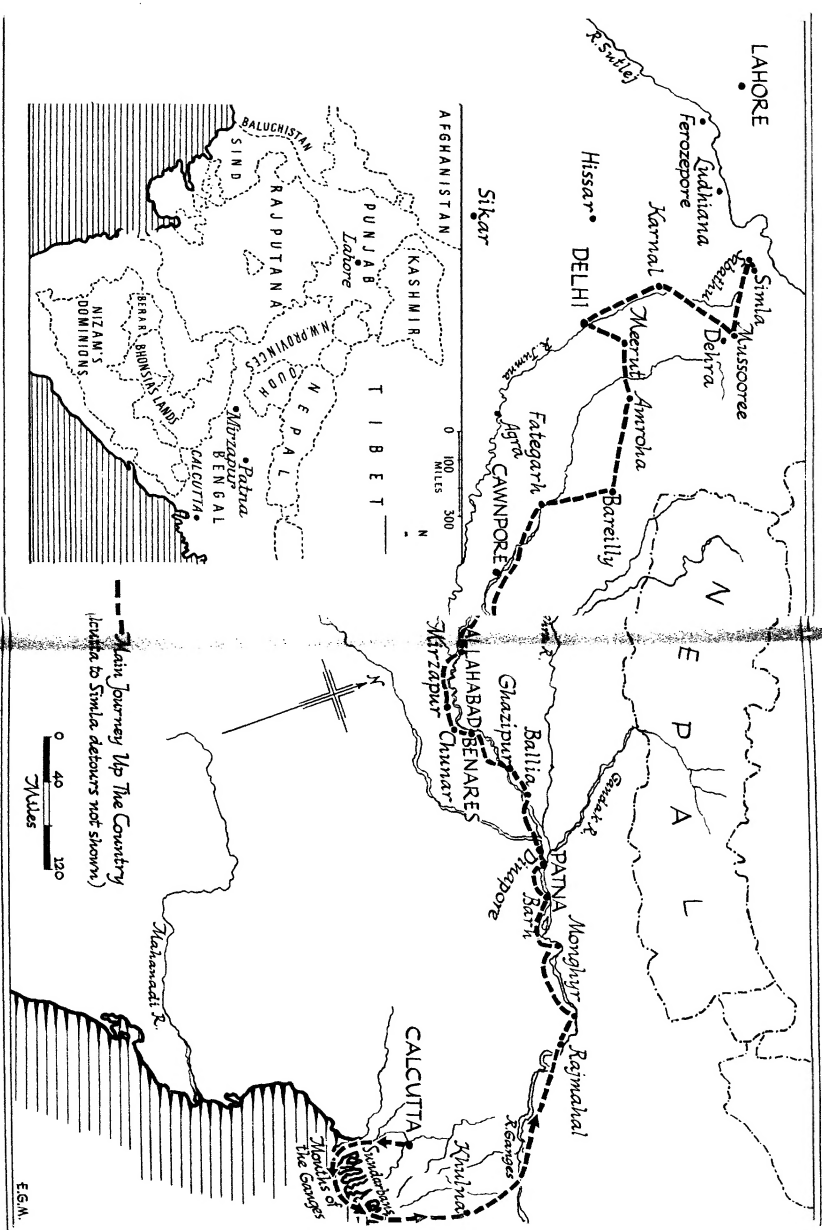 LAHORE
R. Sutlej
Ferozepore
Ludhiana
Simla
Sabathu
Mussooree
Dehra
Karnal
Hissar
DELHI
Meerut
Amroha
Sikar
R. Jumna
Agra
Bareilly
Fategarh
CAWNPORE
0 100 300
MILES
N E P A L
ALLAHABAD
Mirzapur
BENARES
Chunar
Ghazipur
Ballia
Gandak R.
PATNA
Dinapore
Barh
Monghyr
Rajmahal
R. Ganges
Khulna
CALCUTTA
Sundarbans
Mouths of
the Ganges
Mahanadi R.
N
Main Journey Up The Country
to Simla detours not shown)
0 40 120
Miles
E.G.M.
AFGHANISTAN
KASHMIR
PUNJAB
Lahore
BALUCHISTAN
SIND
RAJPUTANA
N.W. PROVINCES
OUDH
NEPAL
TIBET
N
BERAR
BHONSLA'S LANDS
NIZAM'S
DOMINIONS
Mirzapur
Patna
BENGAL
CALCUTTA